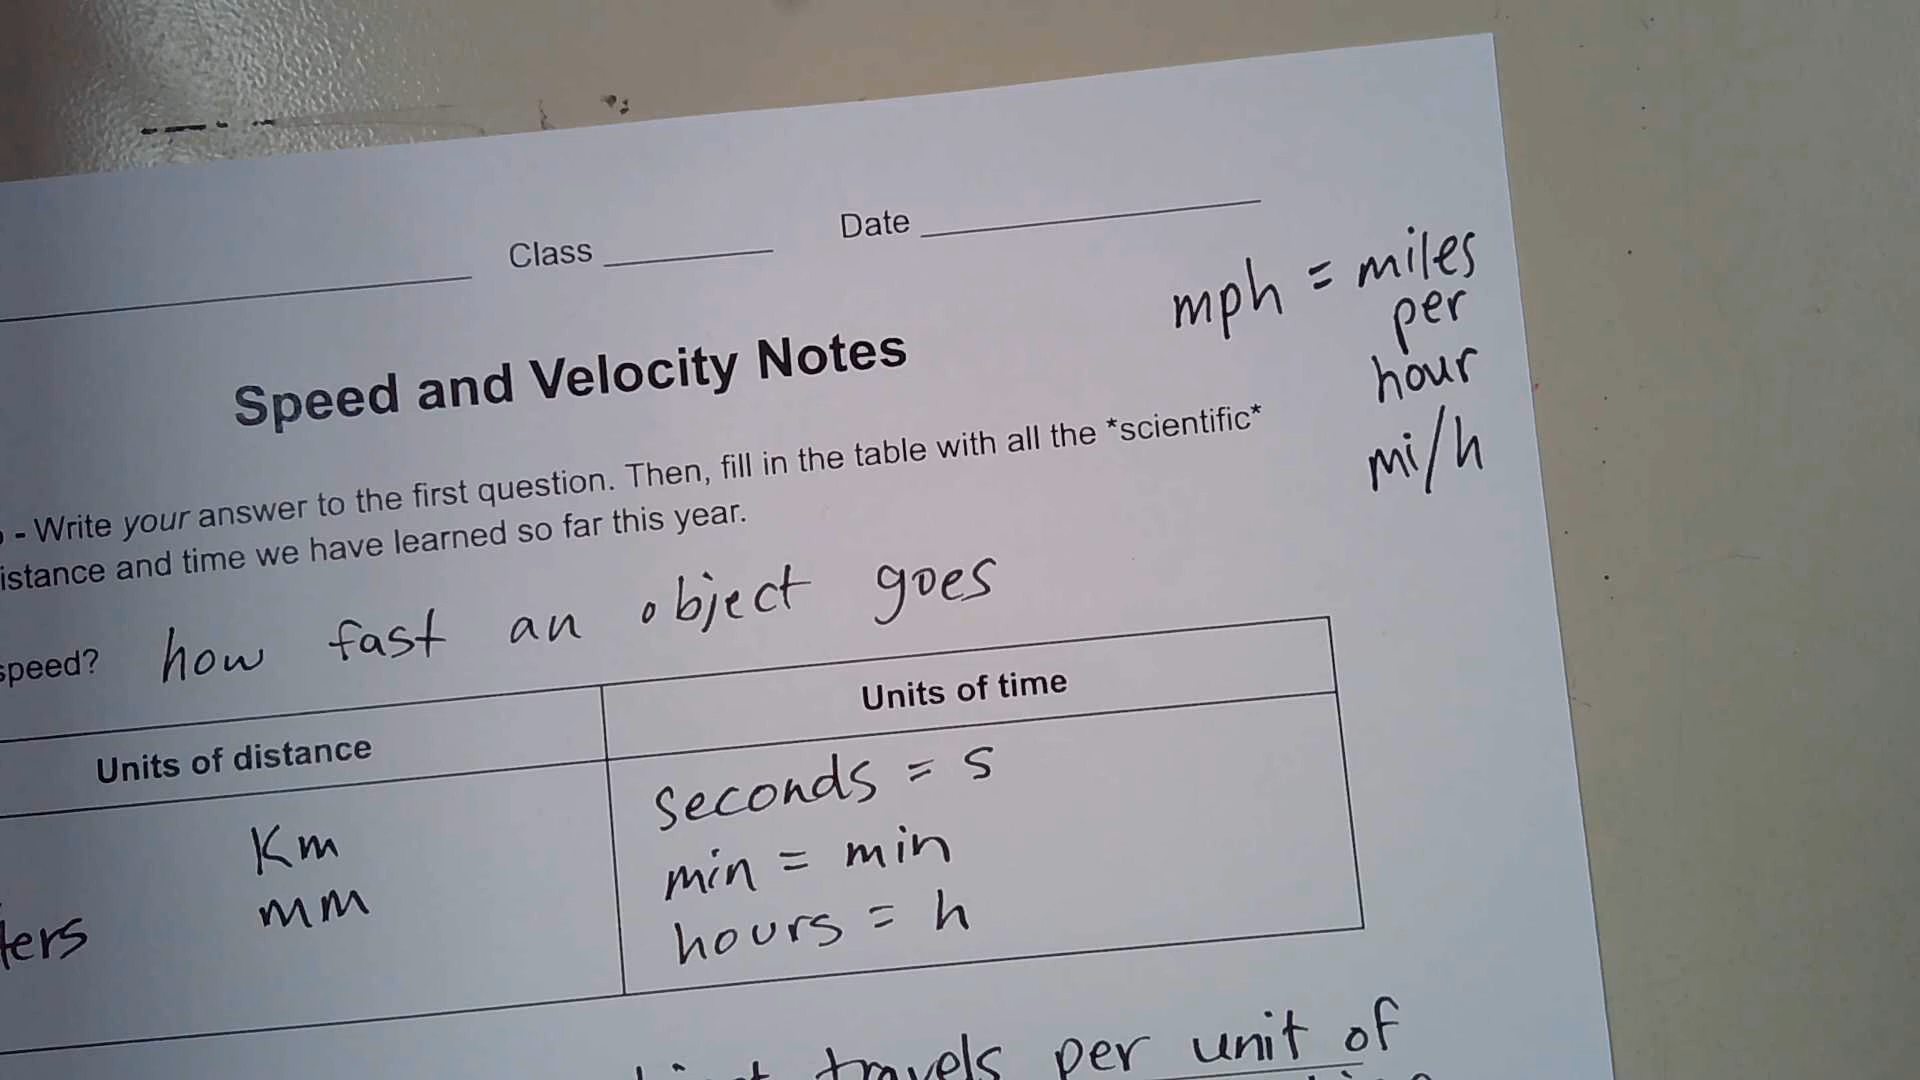 Class ________ Date ________
mph = miles
per
hour
mi/h
Speed and Velocity Notes
- Write your answer to the first question. Then, fill in the table with all the *scientific*
istance and time we have learned so far this year.
speed? how fast an object goes
Units of distance
Km
mm
ters
Units of time
seconds = s
min = min
hours = h
travels per unit of